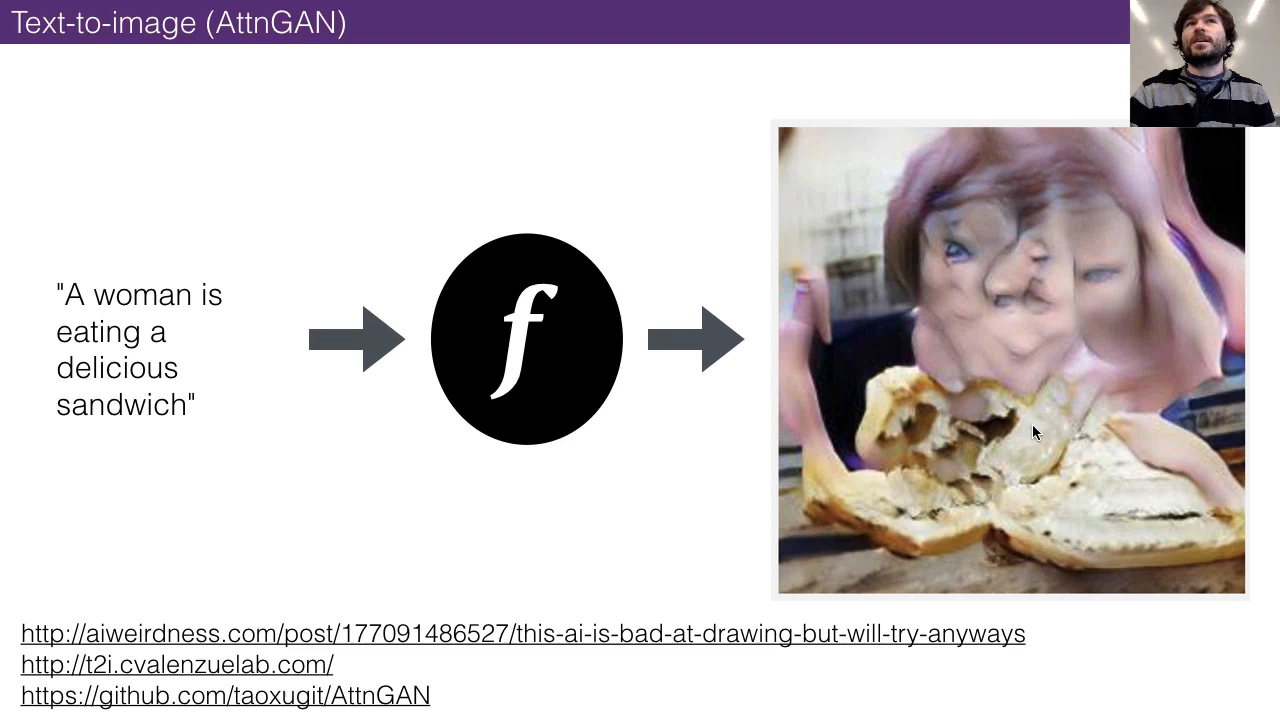 Text-to-image (AttnGAN)
"A woman is
eating a
delicious
sandwich"
f
http://aiweirdness.com/post/177091486527/this-ai-is-bad-at-drawing-but-will-try-anyways
http://t2i.cvalenzuelab.com/
https://github.com/taoxugit/AttnGAN